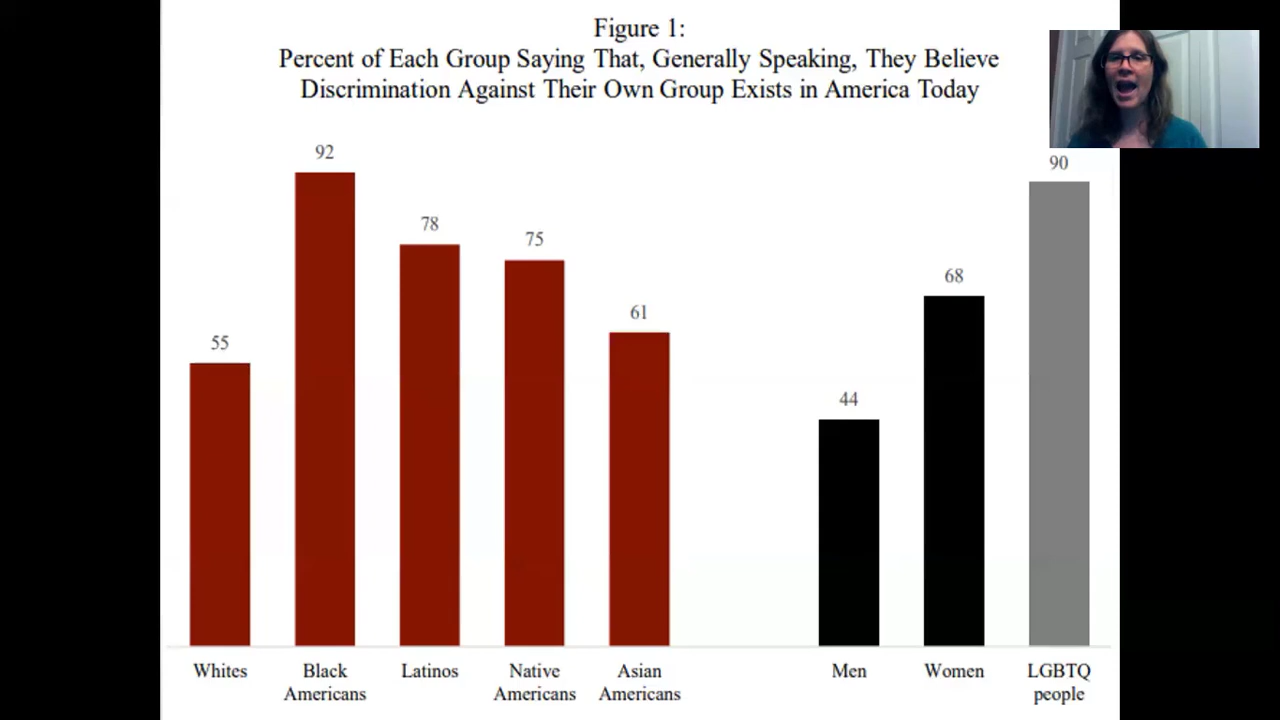 Figure 1:
Percent of Each Group Saying That, Generally Speaking, They Believe
Discrimination Against Their Own Group Exists in America Today
92
90
78
75
68
61
55
44
Whites
Black
Americans
Latinos
Native
Americans
Asian
Americans
Men
Women
LGBTQ
people